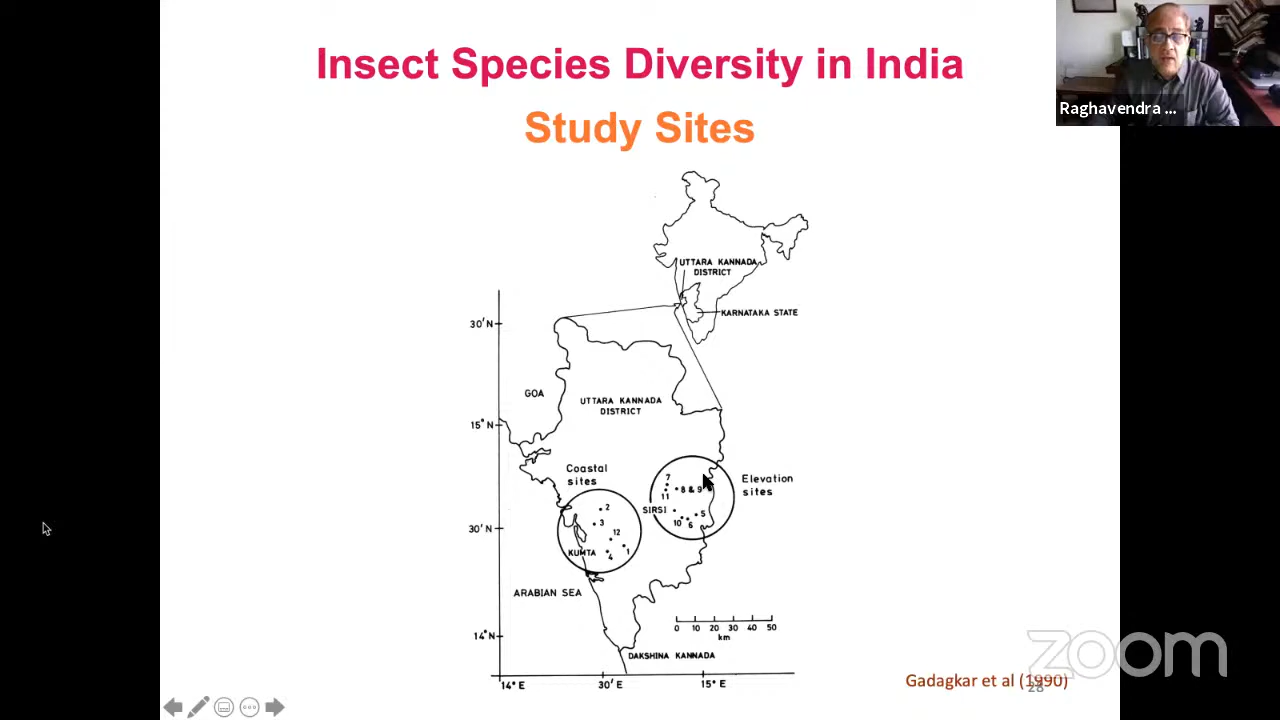 Insect Species Diversity in India
Study Sites
Raghavendra ...
UTTARA KANNADA
DISTRICT
KARNATAKA STATE
30'N
GOA
UTTARA KANNADA
DISTRICT
15°N
Coastal
sites
Elevation
sites
7
8 & 9
11
SIRSI
5
10
6
2
3
12
30'N
KUMTA
4
1
ARABIAN SEA
0 10 20 30 40 50
km
14°N
DAKSHINA KANNADA
14°E
30'E
15°E
Gadagkar et al (1990)
28
zoom